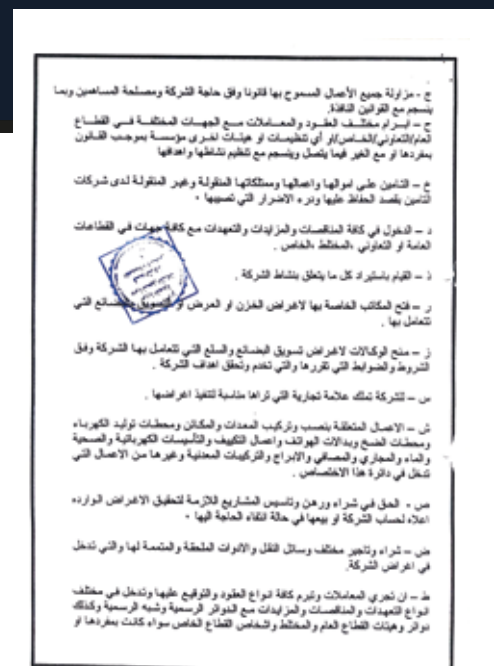 ج - مزاولة جميع الأعمال المسموح بها قانونا وفق حاجة الشركة ومصلحة المساهمين وبما
ينسجم مع القوانين النافذة.
ح – ابرام مختلف العقود والمعاملات مع الجهات المختلفة في القطاع
العام/التعاوني/الخاص/او أي تنظيمات او هيئات اخرى مؤسسة بموجب القانون
بمفردها او مع الغير فيما يتصل وينسجم مع تنظيم نشاطها واهدافها
خ – التامين على اموالها واعمالها وممتلكاتها المنقولة وغير المنقولة لدى شركات
التامين بقصد الحفاظ عليها ودرء الاضرار التي تصيبها .
د – الدخول في كافة المناقصات والمزايدات والتعهدات مع كافة جهات في القطاعات
العامة او التعاوني ،المختلط ،الخاص .
ذ – القيام باستيراد كل ما يتعلق بنشاط الشركة .
ر – فتح المكاتب الخاصة بها لاغراض الخزن او العرض او التسويق البضائع التي
تتعامل بها .
ز – منح الوكالات لاغراض تسويق البضائع والسلع التي تتعامل بها الشركة وفق
الشروط والضوابط التي تقررها والتي تخدم وتحقق اهداف الشركة .
س – للشركة تملك علامة تجارية التي تراها مناسبة لتنفيذ اغراضها .
ش – الاعمال المتعلقة بنصب وتركيب المعدات والمكائن ومحطات توليد الكهرباء
ومحطات الضخ وبدالات الهواتف واعمال التكييف والتأسيسات الكهربائية والصحية
والماء والمجاري والمصافي والابراج والتركيبات المعدنية وغيرها من الاعمال التي
تدخل في دائرة هذا الاختصاص .
ص - الحق في شراء ورهن وتاسيس المشاريع اللازمة لتحقيق الاغراض الوارده
اعلاه لحساب الشركة او بيعها في حالة انتفاء الحاجة اليها .
ض – شراء وتاجير مختلف وسائل النقل والادوات الملحقة والمتممة لها والتي تدخل
في اغراض الشركة.
ط – ان تجري المعاملات وتبرم كافة انواع العقود والتوقيع عليها وتدخل في مختلف
انواع التعهدات والمناقصات والمزايدات مع الدوائر الرسمية وشبه الرسمية وكذلك
دوائر وهيئات القطاع العام والمختلط واشخاص القطاع الخاص سواء كانت بمفردها او